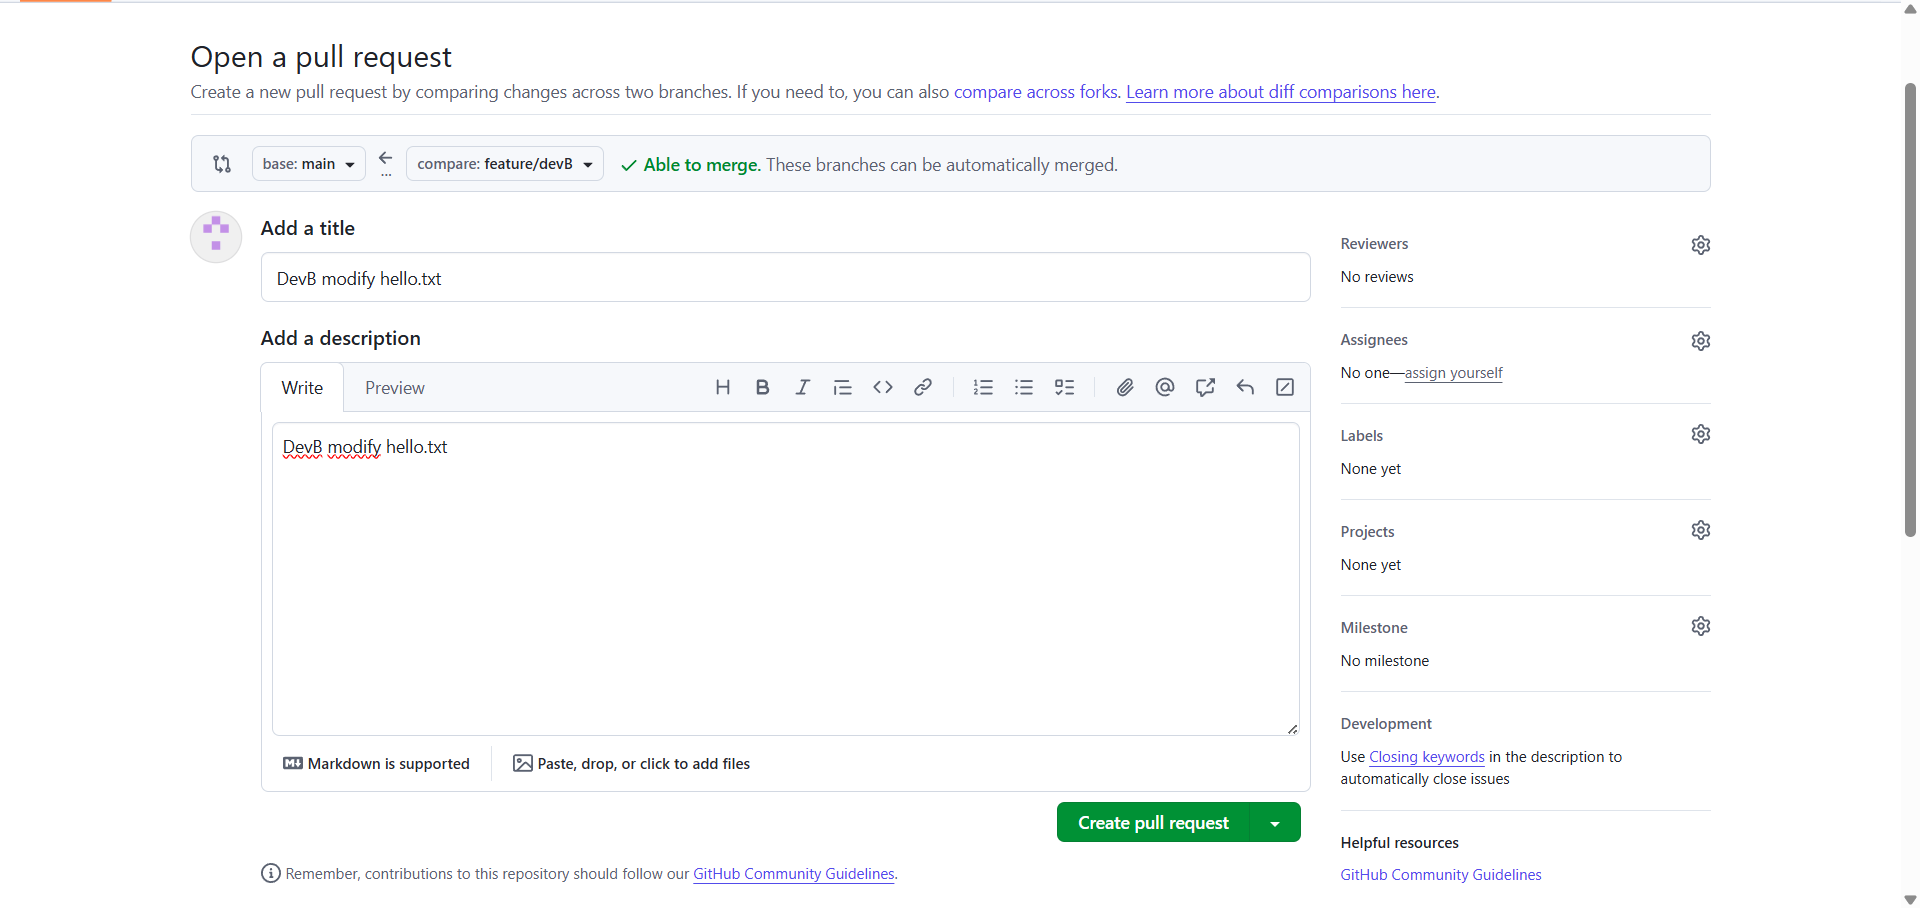 Open a pull request
Create a new pull request by comparing changes across two branches. If you need to, you can also compare across forks. Learn more about diff comparisons here.
base: main
...
compare: feature/devB
Able to merge. These branches can be automatically merged.
Add a title
DevB modify hello.txt
Add a description
Write
Preview
DevB modify hello.txt
Markdown is supported
Paste, drop, or click to add files
Create pull request
Remember, contributions to this repository should follow our GitHub Community Guidelines.
Reviewers
No reviews
Assignees
No one—assign yourself
Labels
None yet
Projects
None yet
Milestone
No milestone
Development
Use Closing keywords in the description to
automatically close issues
Helpful resources
GitHub Community Guidelines